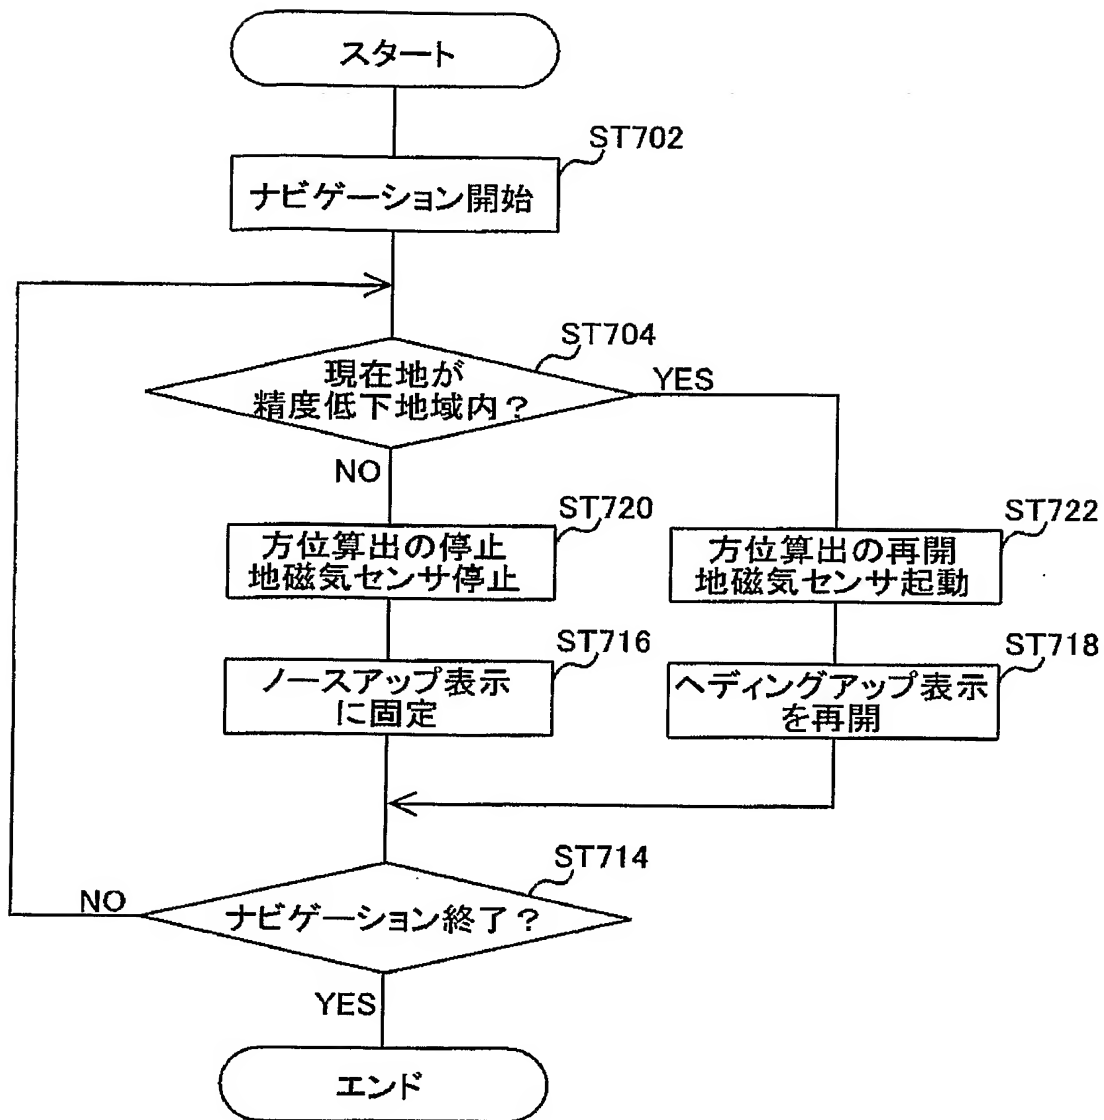 スタート
ST702
ナビゲーション開始
ST704
現在地が
精度低下地域内？
YES
NO
ST720
方位算出の停止
地磁気センサ停止
ST722
方位算出の再開
地磁気センサ起動
ST716
ノースアップ表示
に固定
ST718
ヘディングアップ表示
を再開
ST714
ナビゲーション終了？
NO
YES
エンド